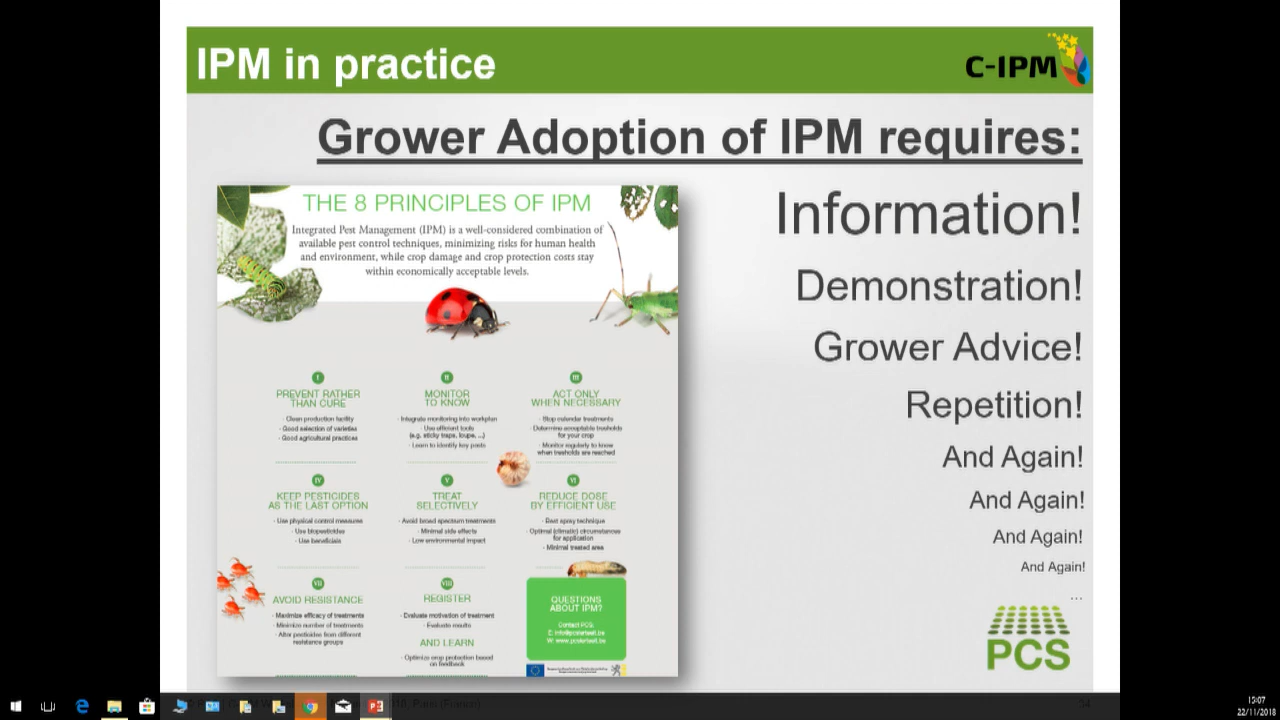 IPM in practice
C-IPM
Grower Adoption of IPM requires:
THE 8 PRINCIPLES OF IPM
Integrated Pest Management (IPM) is a well-considered combination of
available pest control techniques, minimizing risks for human health
and environment, while crop damage and crop protection costs stay
within economically acceptable levels.
I
PREVENT RATHER
THAN CURE
· Clean production facility
· Good selection of varieties
· Good agricultural practices
II
MONITOR
TO KNOW
· Integrate monitoring into workplan
· Use efficient tools
(e.g. sticky traps, loupe, ...)
· Learn to identify key pests
III
ACT ONLY
WHEN NECESSARY
· Stop calendar treatments
· Determine acceptable tresholds
for your crop
· Monitor regularly to know
when tresholds are reached
IV
KEEP PESTICIDES
AS THE LAST OPTION
· Use physical control measures
· Use biopesticides
· Use beneficials
V
TREAT
SELECTIVELY
· Avoid broad spectrum treatments
· Minimal side effects
· Low environmental impact
VI
REDUCE DOSE
BY EFFICIENT USE
· Best spray technique
· Optimal (climatic) circumstances
for application
· Minimal treated area
VII
AVOID RESISTANCE
· Maximize efficacy of treatments
· Minimize number of treatments
· Alter pesticides from different
resistance groups
VIII
REGISTER
· Evaluate motivation of treatment
· Evaluate results
AND LEARN
· Optimize crop protection based
on feedback
QUESTIONS
ABOUT IPM?
Contact PCS:
Information!
Demonstration!
Grower Advice!
Repetition!
And Again!
And Again!
And Again!
And Again!
...
PCS
15:07
22/11/2018